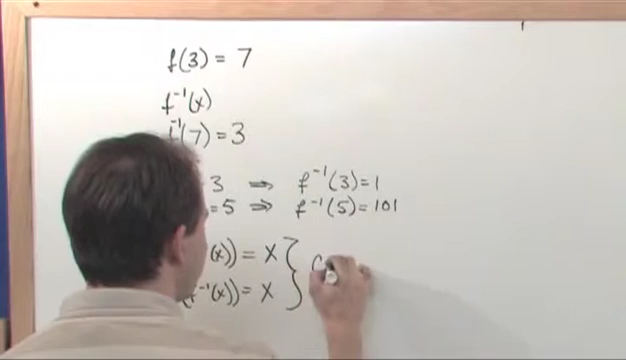 f(3) = 7
f⁻¹(x)
f⁻¹(7) = 3
3 ⇒ f⁻¹(3)=1
=5 ⇒ f⁻¹(5)=101
(x)) = x }
(f⁻¹(x)) = x